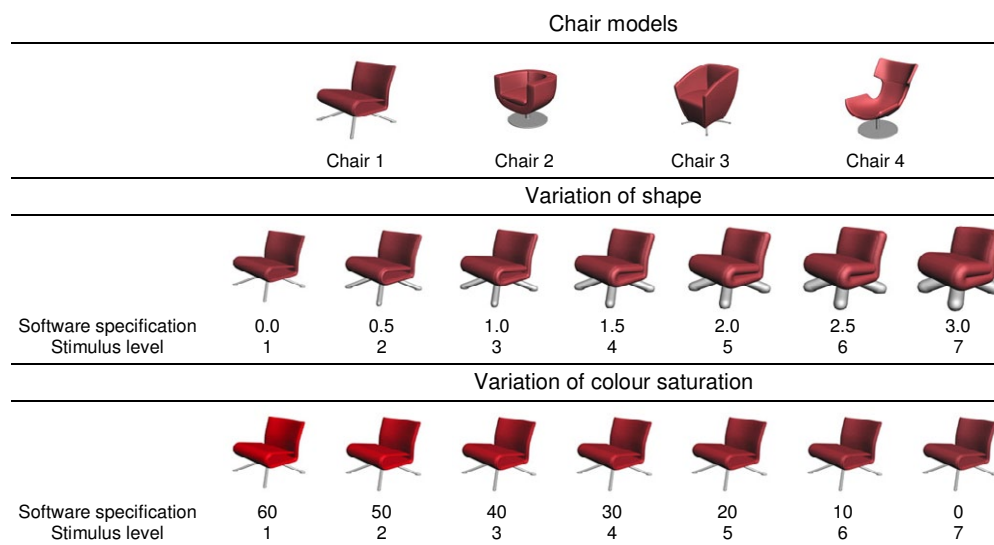 Chair models
Chair 1 Chair 2 Chair 3 Chair 4
Variation of shape
Software specification 0.0 0.5 1.0 1.5 2.0 2.5 3.0
Stimulus level 1 2 3 4 5 6 7
Variation of colour saturation
Software specification 60 50 40 30 20 10 0
Stimulus level 1 2 3 4 5 6 7